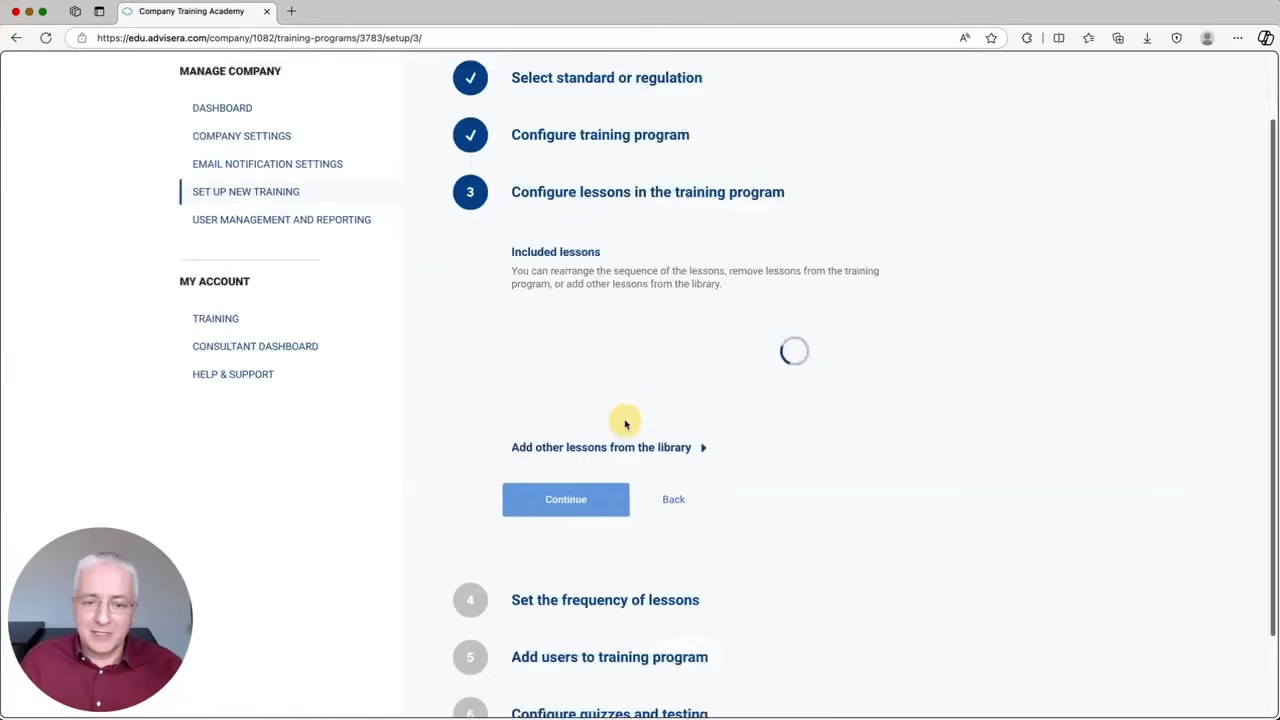 Company Training Academy
https://edu.advisera.com/company/1082/training-programs/3783/setup/3/
MANAGE COMPANY
DASHBOARD
COMPANY SETTINGS
EMAIL NOTIFICATION SETTINGS
SET UP NEW TRAINING
USER MANAGEMENT AND REPORTING
MY ACCOUNT
TRAINING
CONSULTANT DASHBOARD
HELP & SUPPORT
Select standard or regulation
Configure training program
3 Configure lessons in the training program
Included lessons
You can rearrange the sequence of the lessons, remove lessons from the training
program, or add other lessons from the library.
Add other lessons from the library
Continue Back
4 Set the frequency of lessons
5 Add users to training program
6 Configure quizzes and testing